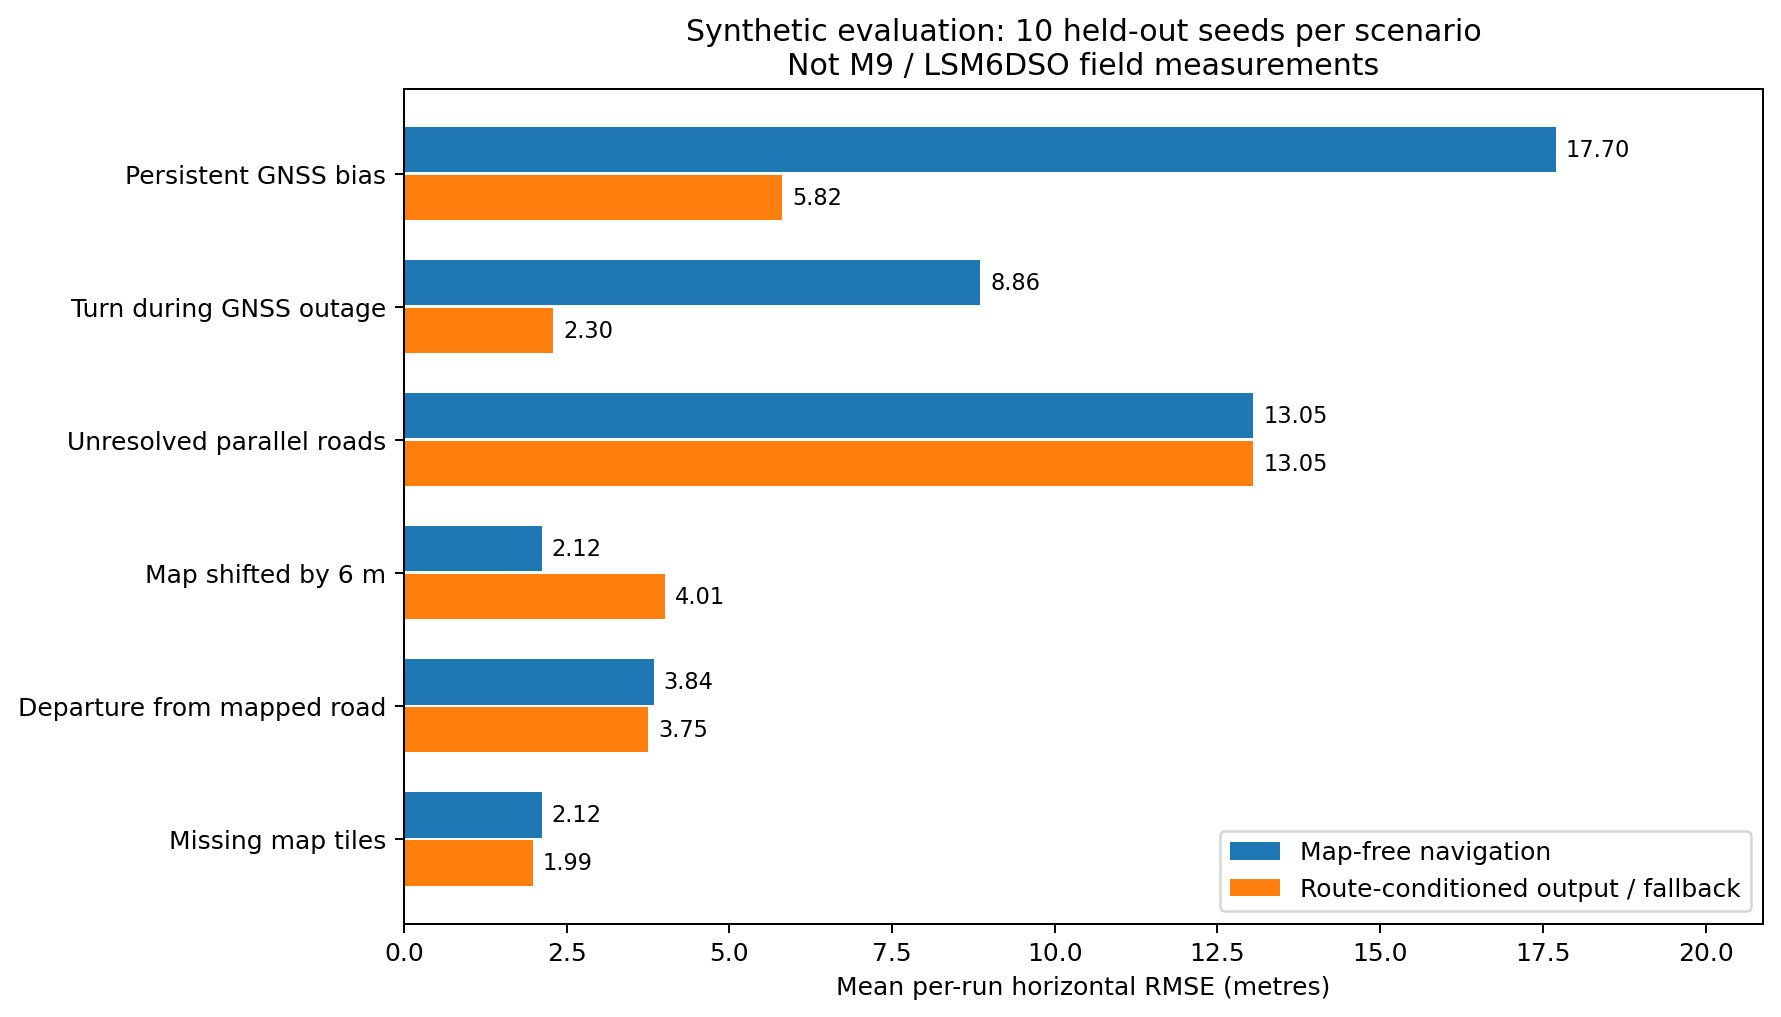 Synthetic evaluation: 10 held-out seeds per scenario
Not M9 / LSM6DSO field measurements
Persistent GNSS bias
17.70
5.82
Turn during GNSS outage
8.86
2.30
Unresolved parallel roads
13.05
13.05
Map shifted by 6 m
2.12
4.01
Departure from mapped road
3.84
3.75
Missing map tiles
2.12
1.99
Map-free navigation
Route-conditioned output / fallback
0.0 2.5 5.0 7.5 10.0 12.5 15.0 17.5 20.0
Mean per-run horizontal RMSE (metres)